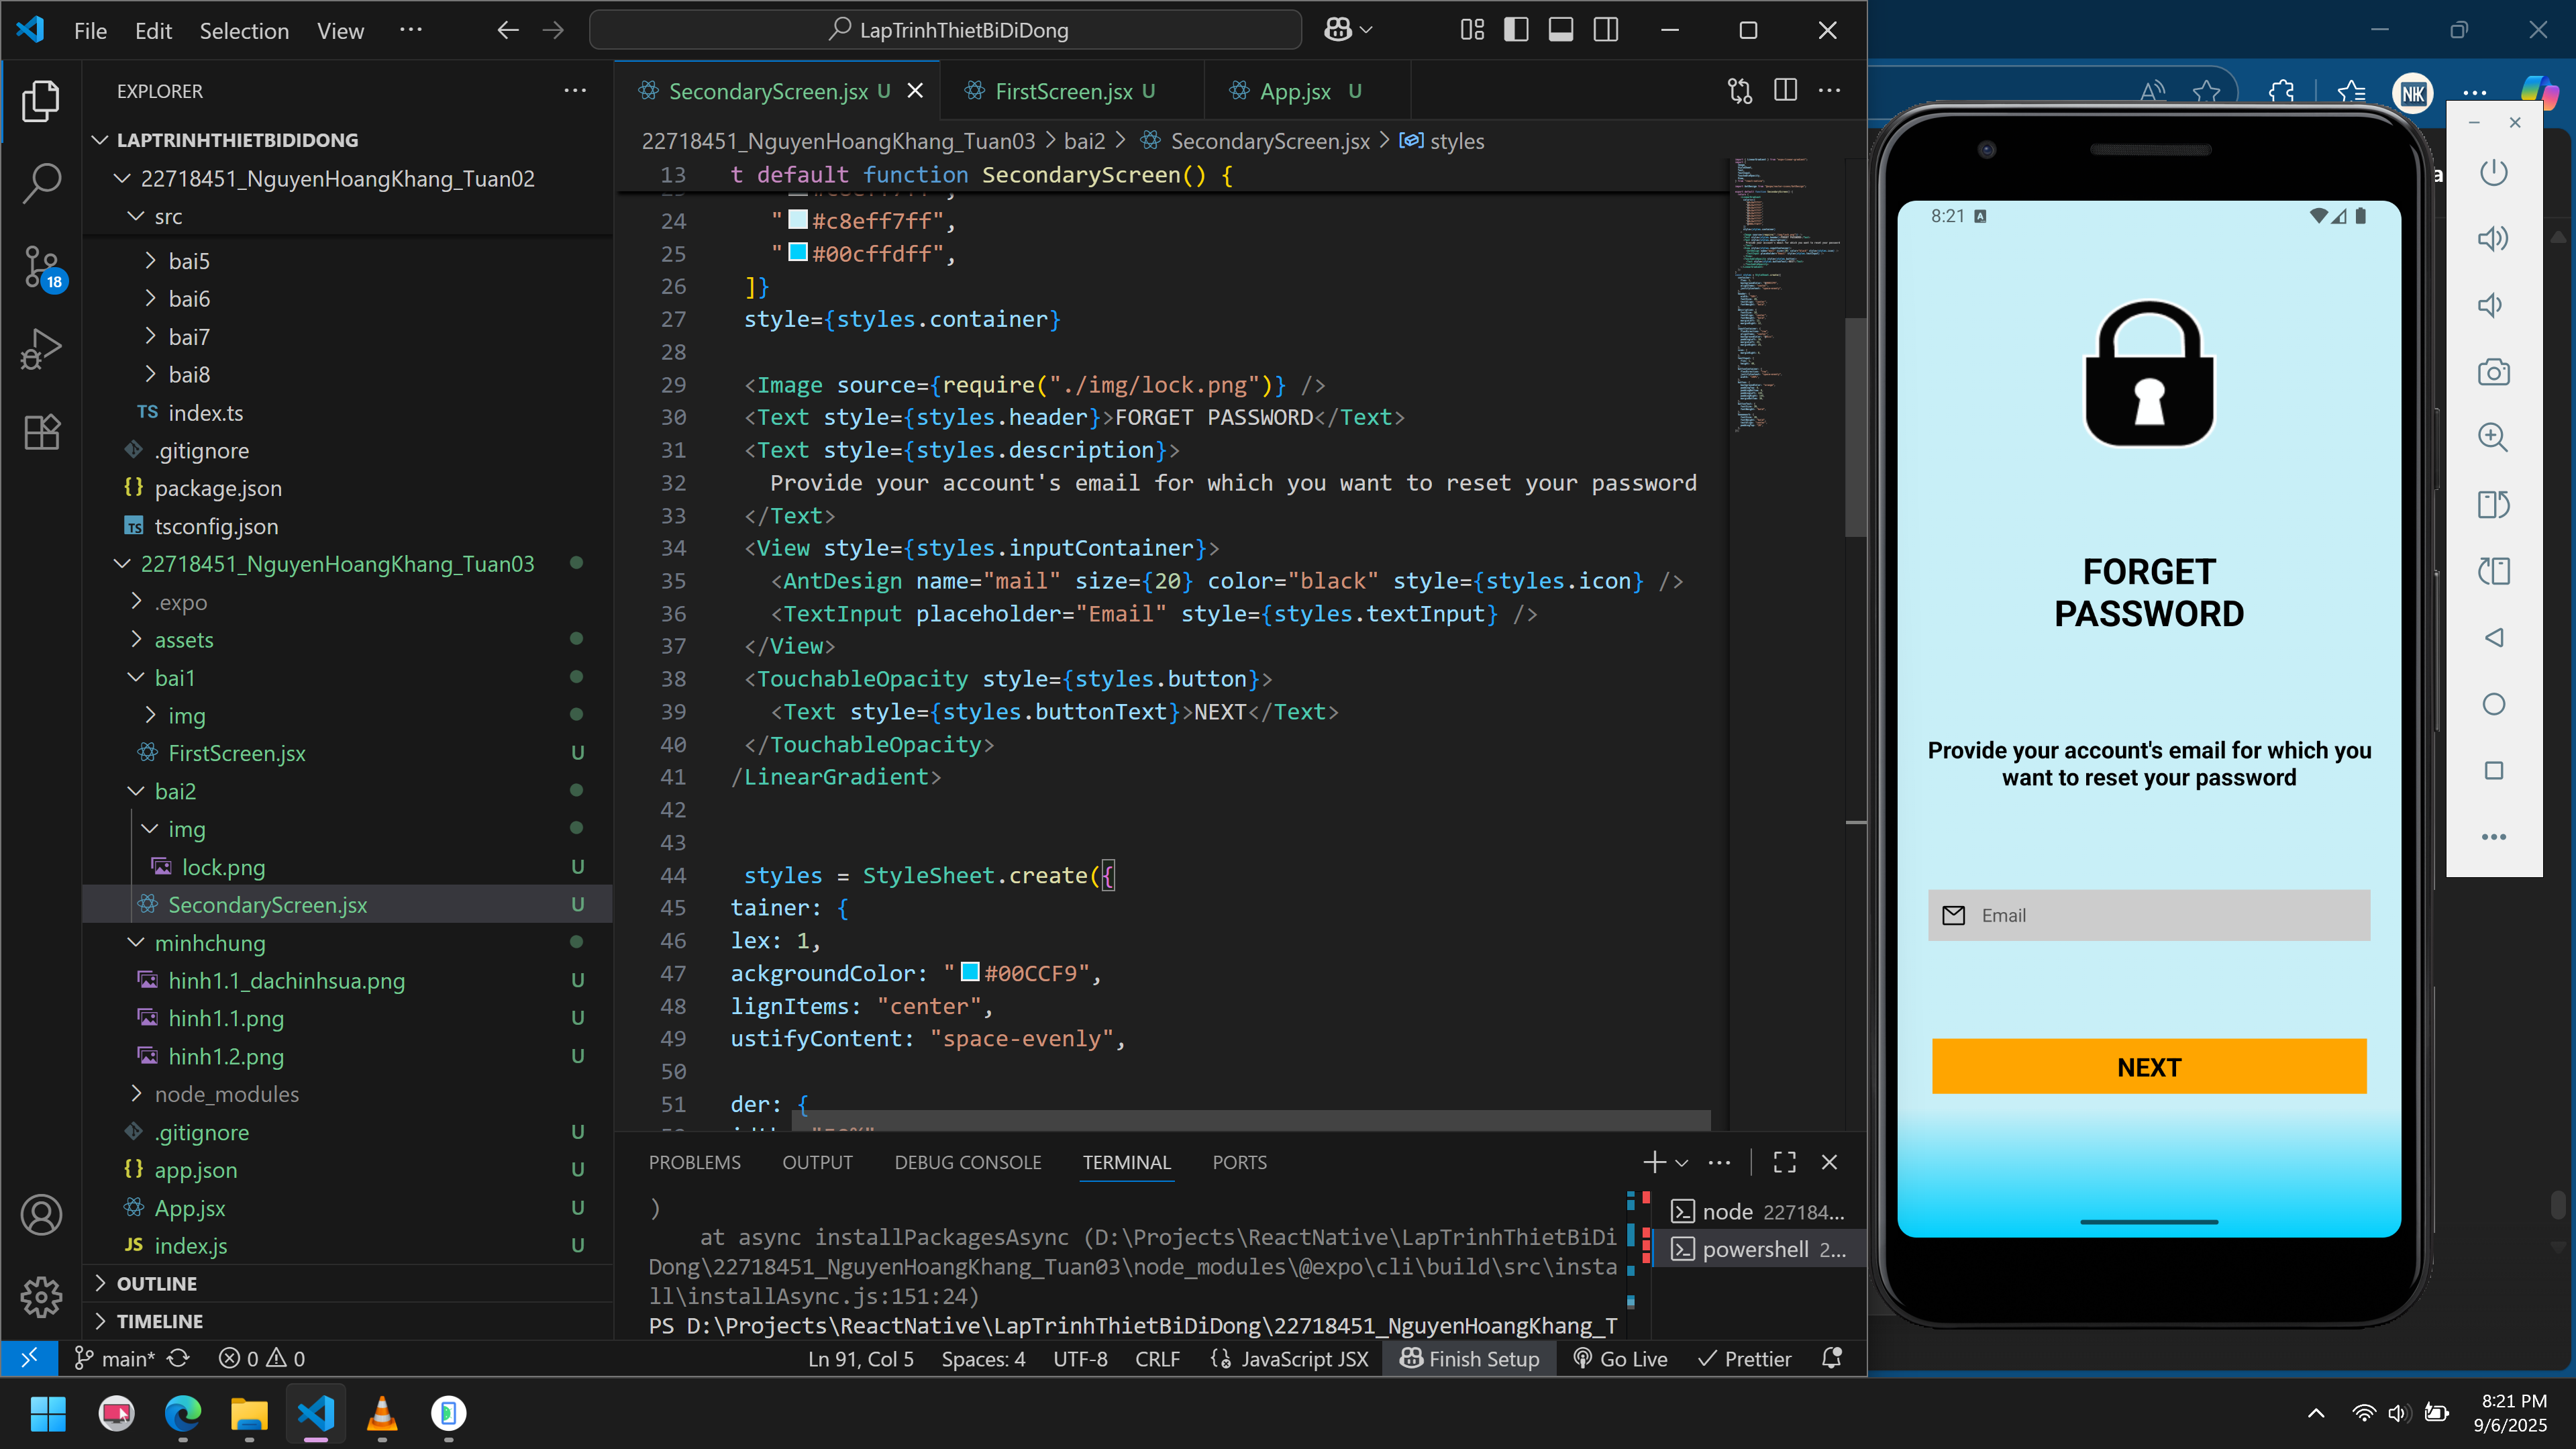 File Edit Selection View ··· LapTrinhThietBiDiDong
EXPLORER
LAPTRINHTHIETBIDIDONG
22718451_NguyenHoangKhang_Tuan02
src
bai5
bai6
bai7
bai8
TS index.ts
.gitignore
{} package.json
TS tsconfig.json
22718451_NguyenHoangKhang_Tuan03
.expo
assets
bai1
img
FirstScreen.jsx U
bai2
img
lock.png U
SecondaryScreen.jsx U
minhchung
hinh1.1_dachinhsua.png U
hinh1.1.png U
hinh1.2.png U
node_modules
.gitignore U
{} app.json U
App.jsx U
JS index.js U
OUTLINE
TIMELINE
18
SecondaryScreen.jsx U FirstScreen.jsx U App.jsx U
22718451_NguyenHoangKhang_Tuan03 > bai2 > SecondaryScreen.jsx > styles
13 t default function SecondaryScreen() {
24 "#c8eff7ff",
25 "#00cffdff",
26 ]}
27 style={styles.container}
28
29 <Image source={require("./img/lock.png")} />
30 <Text style={styles.header}>FORGET PASSWORD</Text>
31 <Text style={styles.description}>
32 Provide your account's email for which you want to reset your password
33 </Text>
34 <View style={styles.inputContainer}>
35 <AntDesign name="mail" size={20} color="black" style={styles.icon} />
36 <TextInput placeholder="Email" style={styles.textInput} />
37 </View>
38 <TouchableOpacity style={styles.button}>
39 <Text style={styles.buttonText}>NEXT</Text>
40 </TouchableOpacity>
41 /LinearGradient>
42
43
44 styles = StyleSheet.create({
45 tainer: {
46 lex: 1,
47 ackgroundColor: "#00CCF9",
48 lignItems: "center",
49 ustifyContent: "space-evenly",
50
51 der: {
PROBLEMS OUTPUT DEBUG CONSOLE TERMINAL PORTS
)
at async installPackagesAsync (D:\Projects\ReactNative\LapTrinhThietBiDi
Dong\22718451_NguyenHoangKhang_Tuan03\node_modules\@expo\cli\build\src\insta
ll\installAsync.js:151:24)
PS D:\Projects\ReactNative\LapTrinhThietBiDiDong\22718451_NguyenHoangKhang_T
node 227184...
powershell 2...
main* 0 0 Ln 91, Col 5 Spaces: 4 UTF-8 CRLF JavaScript JSX Finish Setup Go Live Prettier
NK
8:21 A
FORGET
PASSWORD
Provide your account's email for which you
want to reset your password
Email
NEXT
8:21 PM
9/6/2025